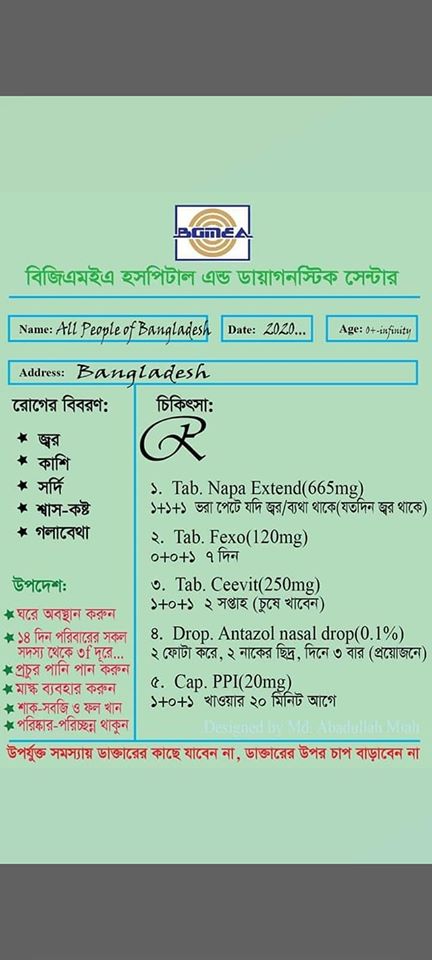 BGMEA
বিজিএমইএ হসপিটাল এন্ড ডায়াগনস্টিক সেন্টার
Name: All People of Bangladesh
Date: 2020...
Age: 0+-infinity
Address: Bangladesh
রোগের বিবরণ:
★ জ্বর
★ কাশি
★ সর্দি
★ শ্বাস-কষ্ট
★ গলাবেথা
উপদেশ:
★ ঘরে অবস্থান করুন
★ ১৪ দিন পরিবারের সকল
সদস্য থেকে ৩f দূরে...
★ প্রচুর পানি পান করুন
★ মাস্ক ব্যবহার করুন
★ শাক-সবজি ও ফল খান
★ পরিষ্কার-পরিচ্ছন্ন থাকুন
চিকিৎসা:
R
১. Tab. Napa Extend(665mg)
১+১+১ ভরা পেটে যদি জ্বর/ব্যথা থাকে(যতদিন জ্বর থাকে)
২. Tab. Fexo(120mg)
০+০+১ ৭ দিন
৩. Tab. Ceevit(250mg)
১+০+১ ২ সপ্তাহ (চুষে খাবেন)
৪. Drop. Antazol nasal drop(0.1%)
২ ফোটা করে, ২ নাকের ছিদ্র, দিনে ৩ বার (প্রয়োজনে)
৫. Cap. PPI(20mg)
১+০+১ খাওয়ার ২০ মিনিট আগে
Designed by Md. Abadullah Miah
উপর্যুক্ত সমস্যায় ডাক্তারের কাছে যাবেন না, ডাক্তারের উপর চাপ বাড়াবেন না